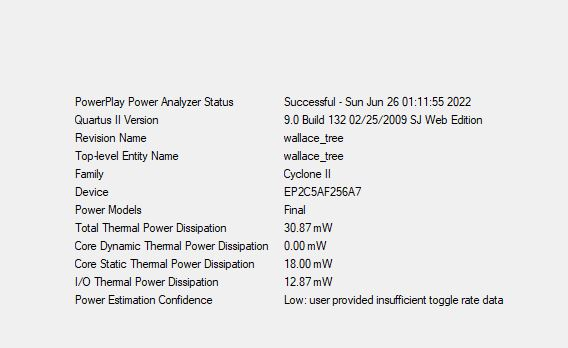 PowerPlay Power Analyzer Status Successful - Sun Jun 26 01:11:55 2022
Quartus II Version 9.0 Build 132 02/25/2009 SJ Web Edition
Revision Name wallace_tree
Top-level Entity Name wallace_tree
Family Cyclone II
Device EP2C5AF256A7
Power Models Final
Total Thermal Power Dissipation 30.87 mW
Core Dynamic Thermal Power Dissipation 0.00 mW
Core Static Thermal Power Dissipation 18.00 mW
I/O Thermal Power Dissipation 12.87 mW
Power Estimation Confidence Low: user provided insufficient toggle rate data